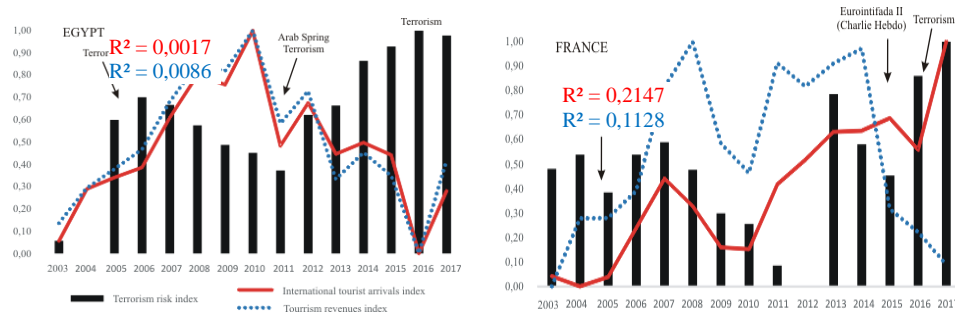 EGYPT
Terror
R² = 0,0017
R² = 0,0086
Arab Spring
Terrorism
Terrorism
1,00
0,80
0,70
0,60
0,50
0,40
0,30
0,20
0,10
0,00
2003 2004 2005 2006 2007 2008 2009 2010 2011 2012 2013 2014 2015 2016 2017
Terrorism risk index
International tourist arrivals index
Tourrism revenues index
FRANCE
R² = 0,2147
R² = 0,1128
Eurointifada II
(Charlie Hebdo)
Terrorism
1,00
0,90
0,80
0,70
0,60
0,50
0,40
0,30
0,20
0,10
0,00
2003 2004 2005 2006 2007 2008 2009 2010 2011 2012 2013 2014 2015 2016 2017